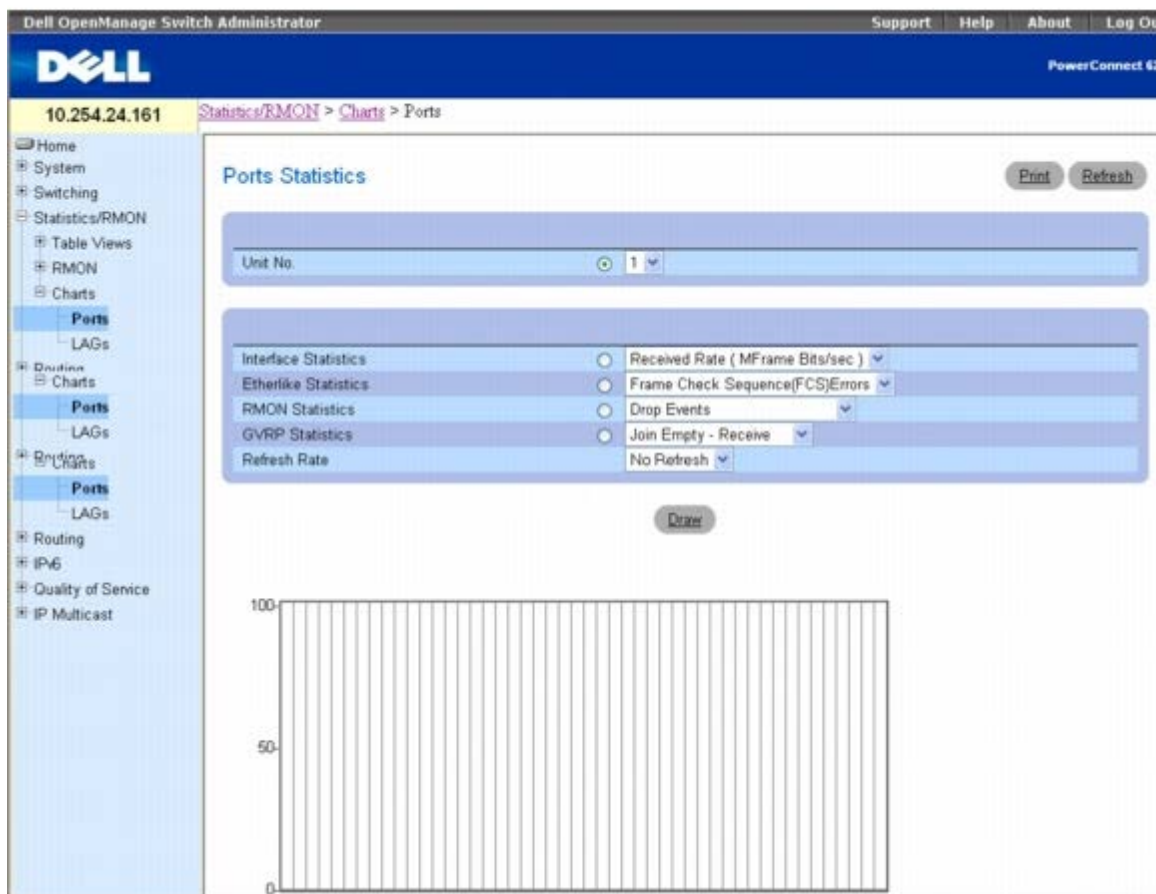 Dell OpenManage Switch Administrator
Support Help About
DELL
PowerConnect
10.254.24.161
Statistics/RMON > Charts > Ports
Home
System
Switching
Statistics/RMON
Table Views
RMON
Charts
Ports
LAGs
Routing
Charts
Ports
LAGs
Routing
Charts
Ports
LAGs
Routing
IPv6
Quality of Service
IP Multicast
Ports Statistics
Print Refresh
Unit No. 1
Interface Statistics Received Rate ( MFrame Bits/sec )
Etherlike Statistics Frame Check Sequence(FCS)Errors
RMON Statistics Drop Events
GVRP Statistics Join Empty - Receive
Refresh Rate No Refresh
Draw
100
50
0